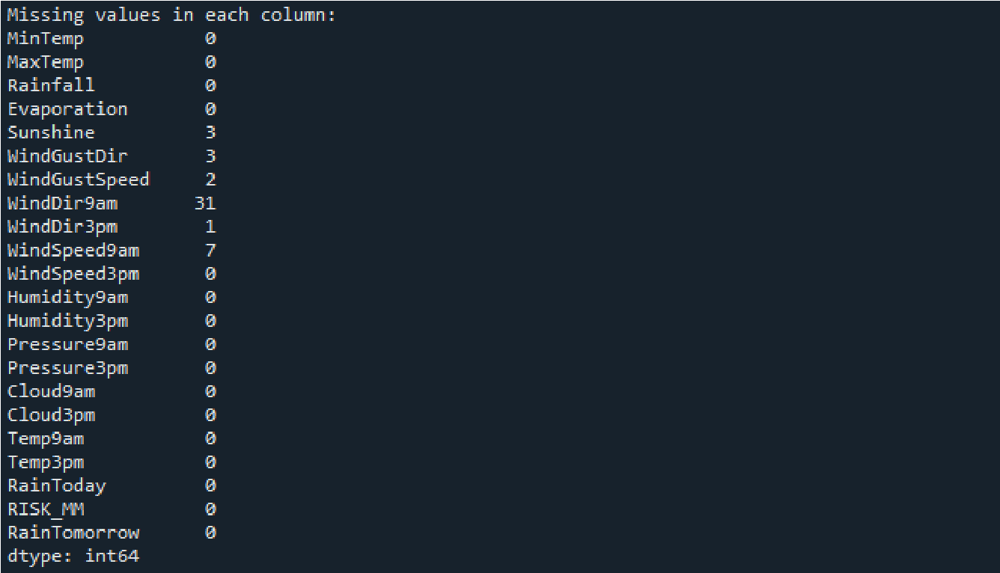 Missing values in each column:
MinTemp 0
MaxTemp 0
Rainfall 0
Evaporation 0
Sunshine 3
WindGustDir 3
WindGustSpeed 2
WindDir9am 31
WindDir3pm 1
WindSpeed9am 7
WindSpeed3pm 0
Humidity9am 0
Humidity3pm 0
Pressure9am 0
Pressure3pm 0
Cloud9am 0
Cloud3pm 0
Temp9am 0
Temp3pm 0
RainToday 0
RISK_MM 0
RainTomorrow 0
dtype: int64